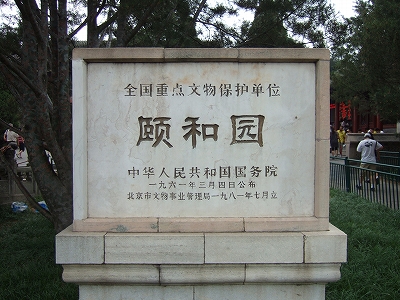 全国重点文物保护单位
颐和园
中华人民共和国国务院
一九六一年三月四日公布
北京市文物事业管理局一九八一年七月立